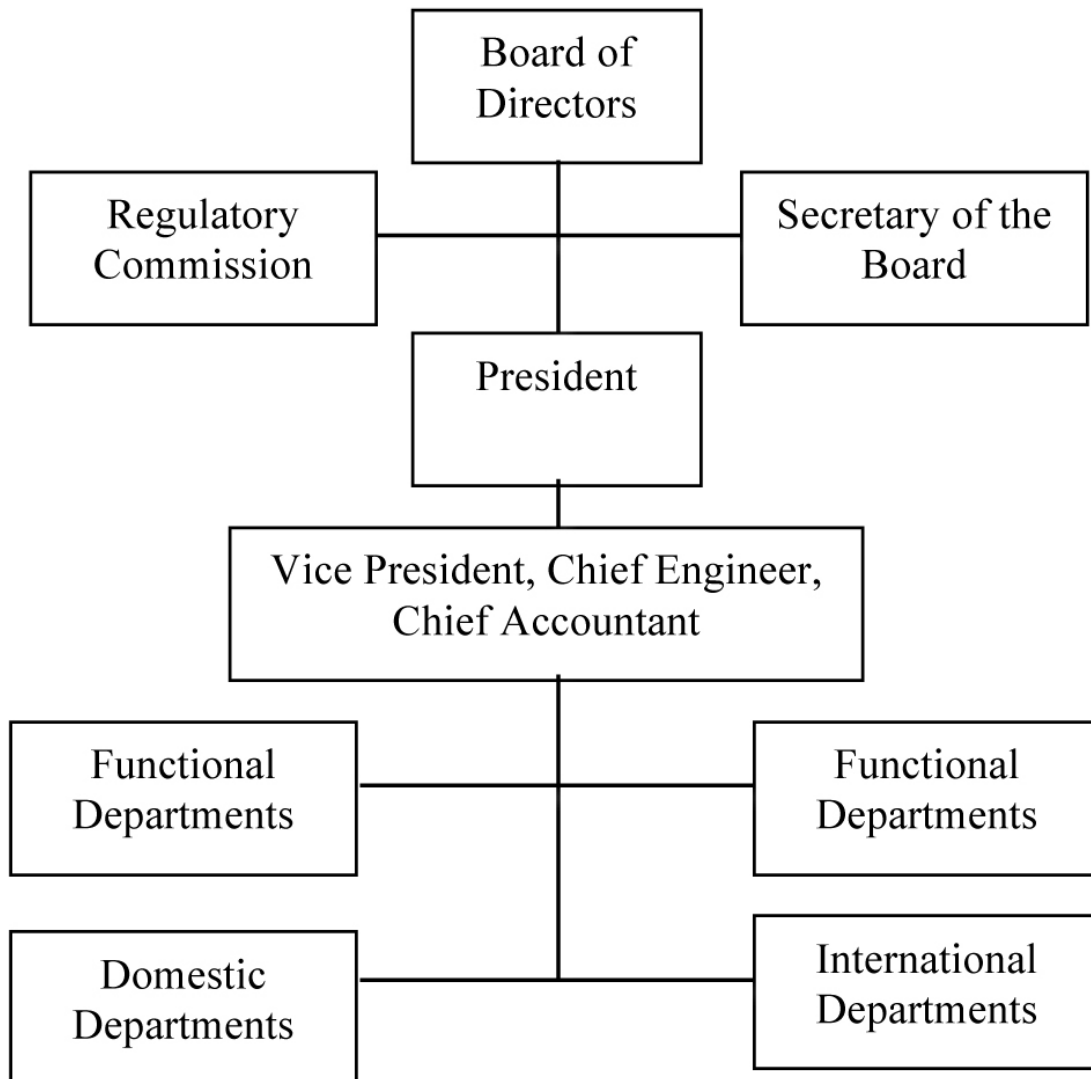 Board of
Directors
Regulatory
Commission
Secretary of the
Board
President
Vice President, Chief Engineer,
Chief Accountant
Functional
Departments
Functional
Departments
Domestic
Departments
International
Departments